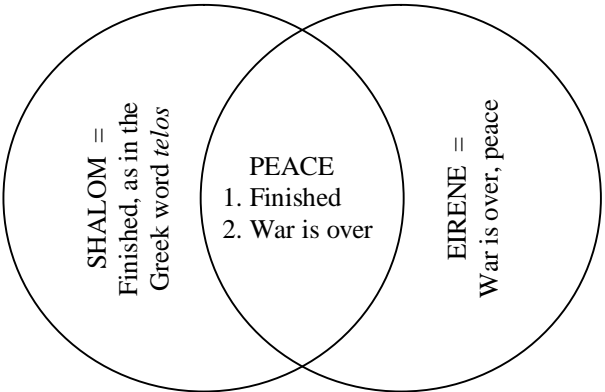 SHALOM =
Finished, as in the
Greek word telos
PEACE
1. Finished
2. War is over
EIRENE =
War is over, peace